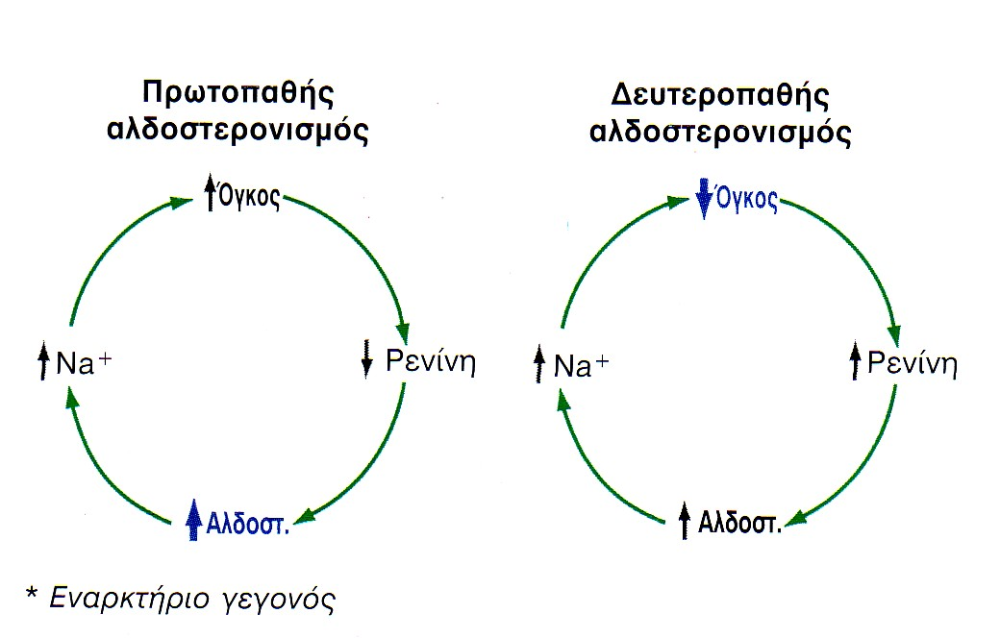 Πρωτοπαθής
αλδοστερονισμός
↑Όγκος
↓ Ρενίνη
↑Αλδοστ.
↑Na⁺
Δευτεροπαθής
αλδοστερονισμός
↓Όγκος
↑Ρενίνη
↑ Αλδοστ.
↑Na⁺
* Εναρκτήριο γεγονός